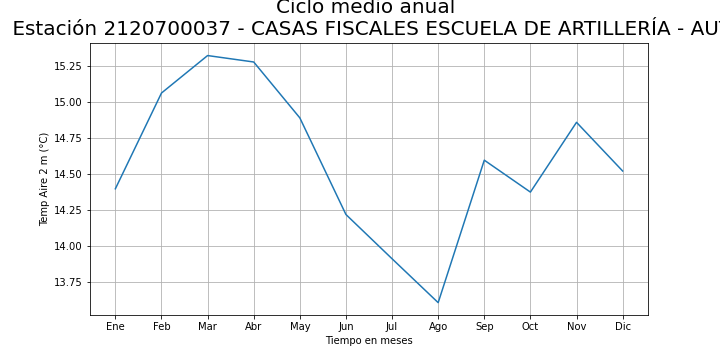 Ciclo medio anual
Estación 2120700037 - CASAS FISCALES ESCUELA DE ARTILLERÍA - AUT
Temp Aire 2 m (°C)
15.25
15.00
14.75
14.50
14.25
14.00
13.75
Ene Feb Mar Abr May Jun Jul Ago Sep Oct Nov Dic
Tiempo en meses